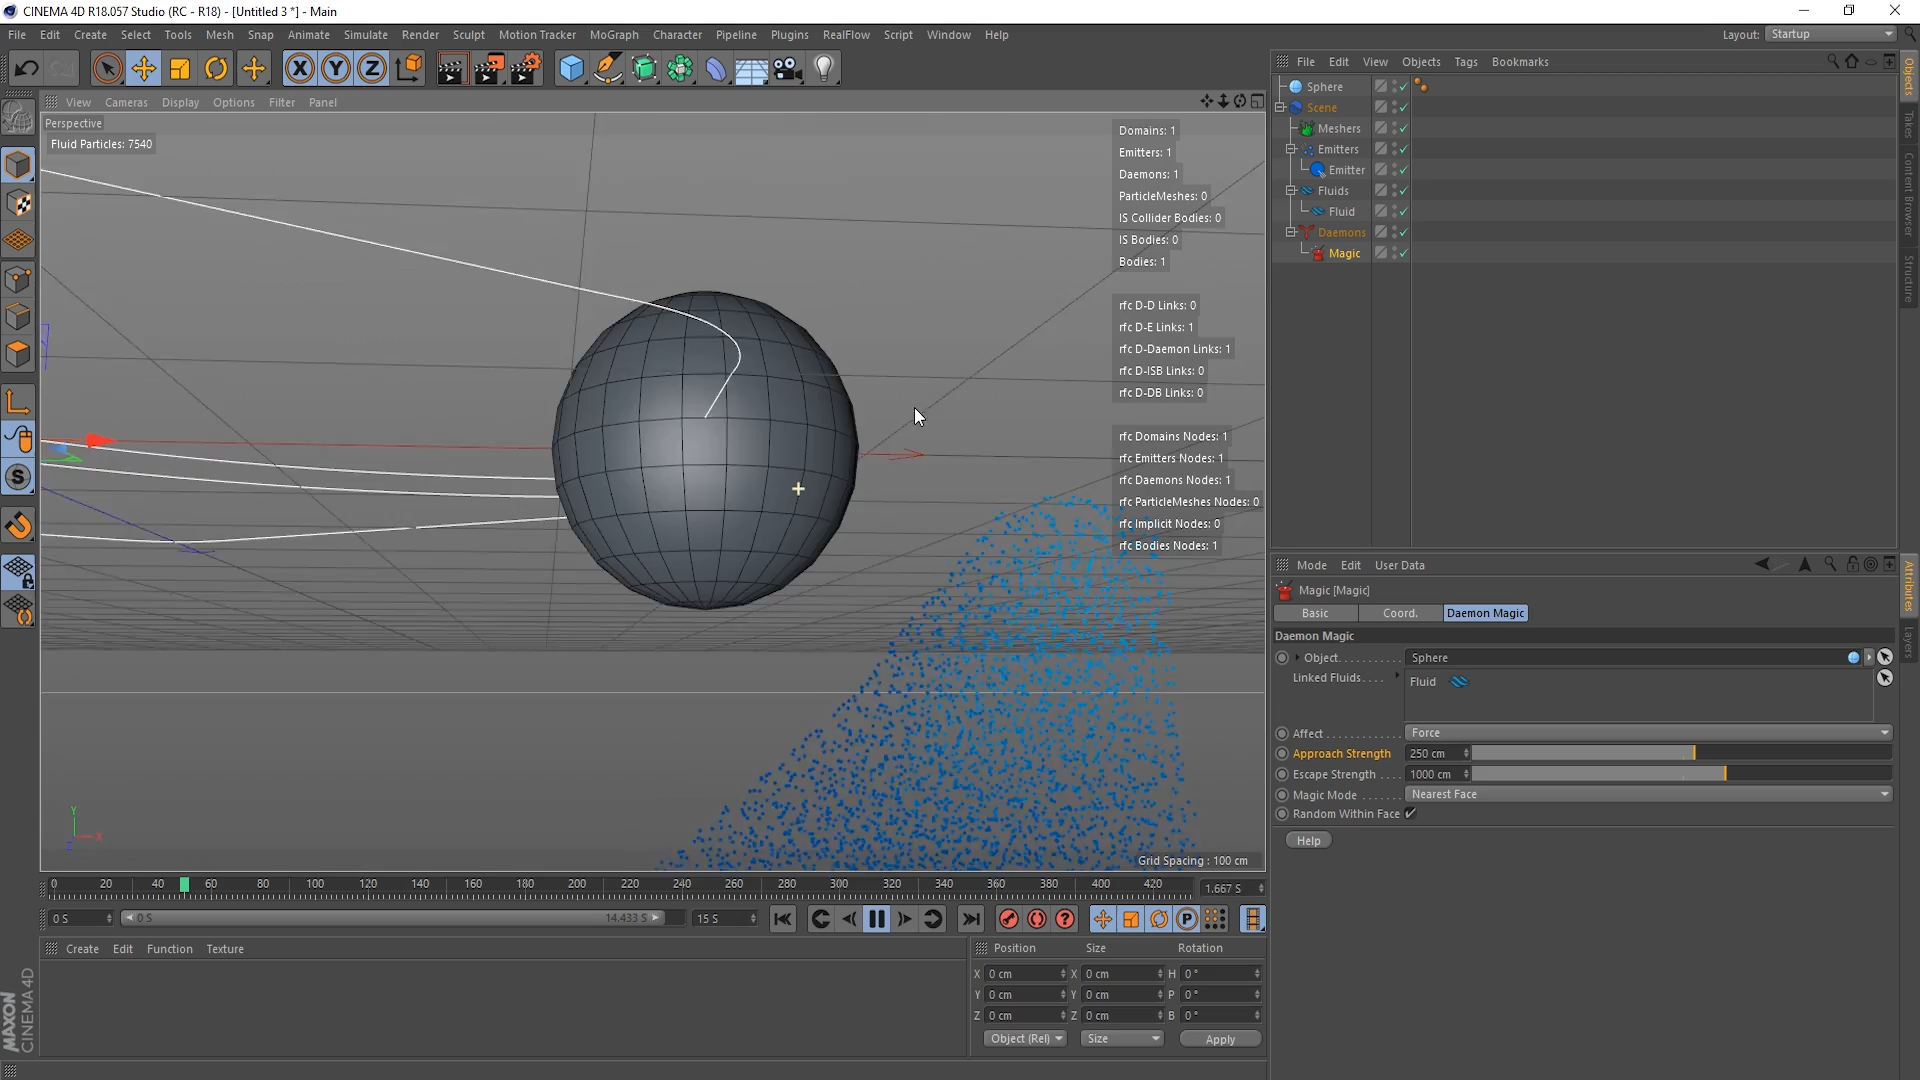 CINEMA 4D R18.057 Studio (RC - R18) - [Untitled 3 *] - Main
File Edit Create Select Tools Mesh Snap Animate Simulate Render Sculpt Motion Tracker MoGraph Character Pipeline Plugins RealFlow Script Window Help
Layout: Startup
View Cameras Display Options Filter Panel
Perspective
Fluid Particles: 7540
Domains: 1
Emitters: 1
Daemons: 1
ParticleMeshes: 0
IS Collider Bodies: 0
IS Bodies: 0
Bodies: 1
rfc D-D Links: 0
rfc D-E Links: 1
rfc D-Daemon Links: 1
rfc D-ISB Links: 0
rfc D-DB Links: 0
rfc Domains Nodes: 1
rfc Emitters Nodes: 1
rfc Daemons Nodes: 1
rfc ParticleMeshes Nodes: 0
rfc Implicit Nodes: 0
rfc Bodies Nodes: 1
Y
X
Z
Grid Spacing : 100 cm
0 20 40 60 80 100 120 140 160 180 200 220 240 260 280 300 320 340 360 380 400 420
1.667 S
0 S
0 S
14.433 S
15 S
Create Edit Function Texture
Position Size Rotation
X 0 cm X 0 cm H 0 °
Y 0 cm Y 0 cm P 0 °
Z 0 cm Z 0 cm B 0 °
Object (Rel) Size Apply
MAXON
CINEMA 4D
File Edit View Objects Tags Bookmarks
Sphere
Scene
Meshers
Emitters
Emitter
Fluids
Fluid
Daemons
Magic
Objects
Takes
Content Browser
Structure
Mode Edit User Data
Magic [Magic]
Basic Coord. Daemon Magic
Daemon Magic
Object. . . . . . . . . . Sphere
Linked Fluids. . . . Fluid
Affect . . . . . . . . . . . . Force
Approach Strength 250 cm
Escape Strength . . . . 1000 cm
Magic Mode . . . . . . . Nearest Face
Random Within Face
Help
Attributes
Layers